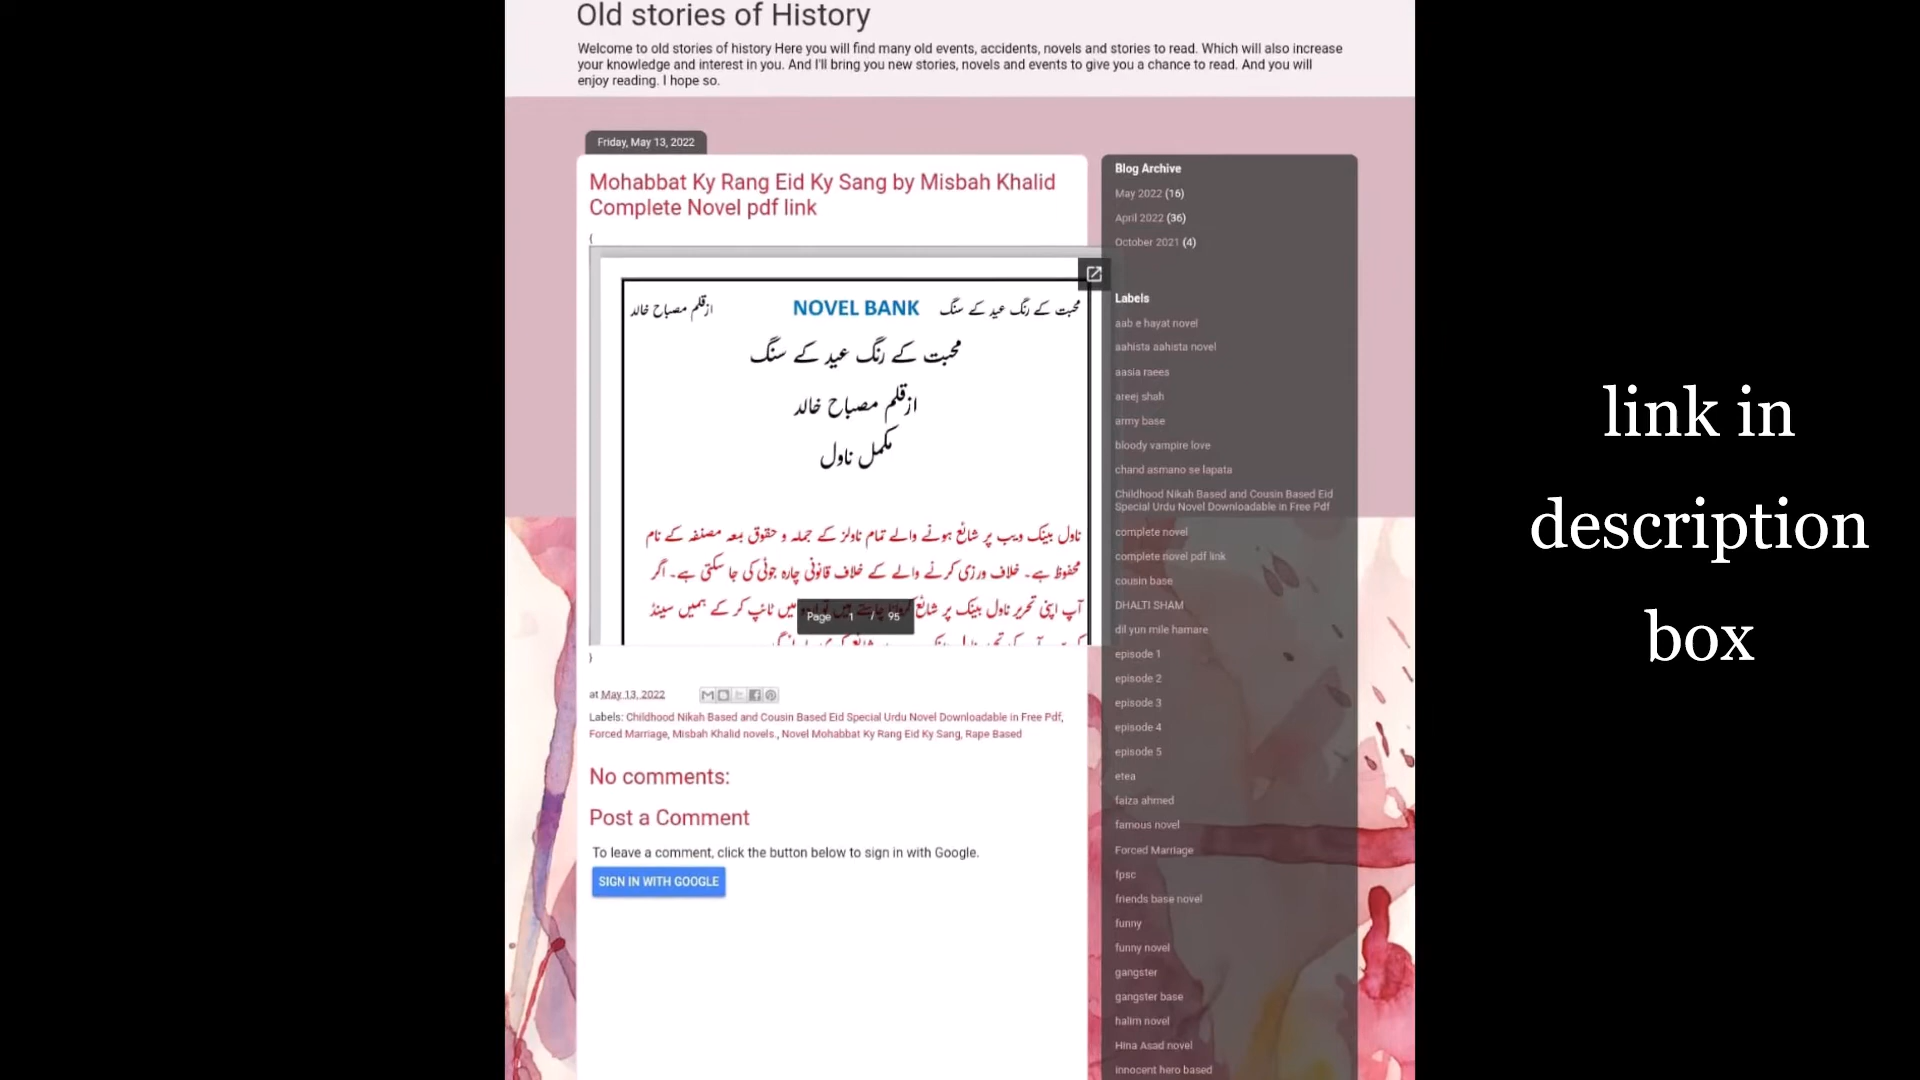 Old stories of History
Welcome to old stories of history Here you will find many old events, accidents, novels and stories to read. Which will also increase
your knowledge and interest in you. And I'll bring you new stories, novels and events to give you a chance to read. And you will
enjoy reading. I hope so.
Friday, May 13, 2022
Mohabbat Ky Rang Eid Ky Sang by Misbah Khalid
Complete Novel pdf link
{
محبت کے رنگ عید کے سنگ NOVEL BANK ازقلم مصباح خالد
محبت کے رنگ عید کے سنگ
ازقلم مصباح خالد
مکمل ناول
ناول بینک ویب پر شائع ہونے والے تمام ناولز کے جملہ و حقوق بمعہ مصنفہ کے نام
محفوظ ہے۔ خلاف ورزی کرنے والے کے خلاف قانونی چارہ جوئی کی جا سکتی ہے۔ اگر
آپ اپنی تحریر ناول بینک پر شائع کروانا چاہتے ہیں تو اردو میں ٹائپ کر کے ہمیں سینڈ
Page 1 / 95
}
at May 13, 2022
Labels: Childhood Nikah Based and Cousin Based Eid Special Urdu Novel Downloadable in Free Pdf,
Forced Marriage, Misbah Khalid novels., Novel Mohabbat Ky Rang Eid Ky Sang, Rape Based
No comments:
Post a Comment
To leave a comment, click the button below to sign in with Google.
SIGN IN WITH GOOGLE
Blog Archive
May 2022 (16)
April 2022 (36)
October 2021 (4)
Labels
aab e hayat novel
aahista aahista novel
aasia raees
areej shah
army base
bloody vampire love
chand asmano se lapata
Childhood Nikah Based and Cousin Based Eid
Special Urdu Novel Downloadable in Free Pdf
complete novel
complete novel pdf link
cousin base
DHALTI SHAM
dil yun mile hamare
episode 1
episode 2
episode 3
episode 4
episode 5
etea
faiza ahmed
famous novel
Forced Marriage
fpsc
friends base novel
funny
funny novel
gangster
gangster base
halim novel
Hina Asad novel
innocent hero based
link in
description
box